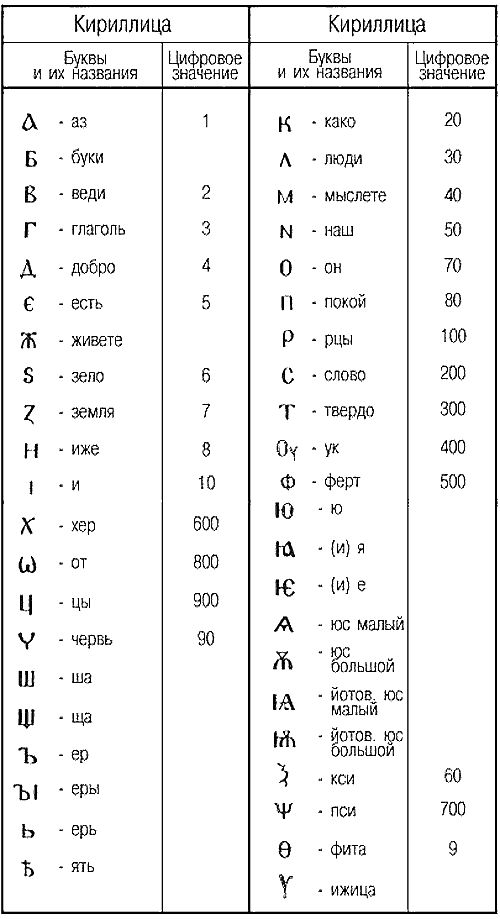 Кириллица
Буквы и их названия Цифровое значение
Ѧ - аз 1
Б - буки
В - веди 2
Г - глаголь 3
Д - добро 4
Є - есть 5
Ж - живете
Ѕ - зело 6
Ꙁ - земля 7
Н - иже 8
І - и 10
Х - хер 600
Ѡ - от 800
Ц - цы 900
Ч - червь 90
Ш - ша
Щ - ща
Ъ - ер
ЪІ - еры
Ь - ерь
Ѣ - ять
Кириллица
Буквы и их названия Цифровое значение
К - како 20
Л - люди 30
М - мыслете 40
N - наш 50
О - он 70
П - покой 80
Р - рцы 100
С - слово 200
Т - твердо 300
Оу - ук 400
Ф - ферт 500
Ю - ю
Ꙗ - (и) я
Ѥ - (и) е
Ѧ - юс малый
Ѫ - юс
большой
Ѩ - йотов. юс
малый
Ѭ - йотов. юс
большой
Ѯ - кси 60
Ѱ - пси 700
Ѳ - фита 9
Ѵ - ижица